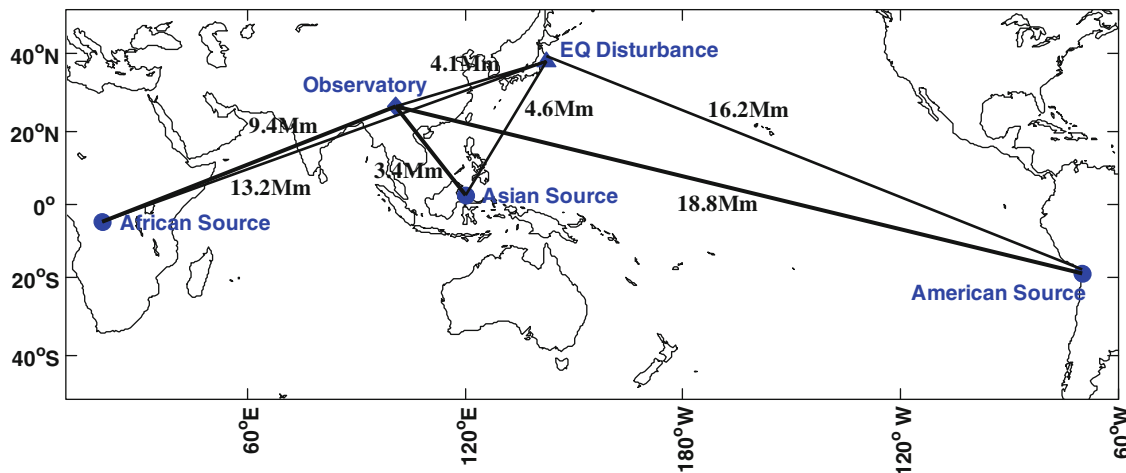 40°N
20°N
0°
20°S
40°S
EQ Disturbance
4.1Mm
Observatory
16.2Mm
4.6Mm
9.4Mm
3.4Mm
13.2Mm
Asian Source
18.8Mm
African Source
American Source
60°E
120°E
180°W
120°W
60°W